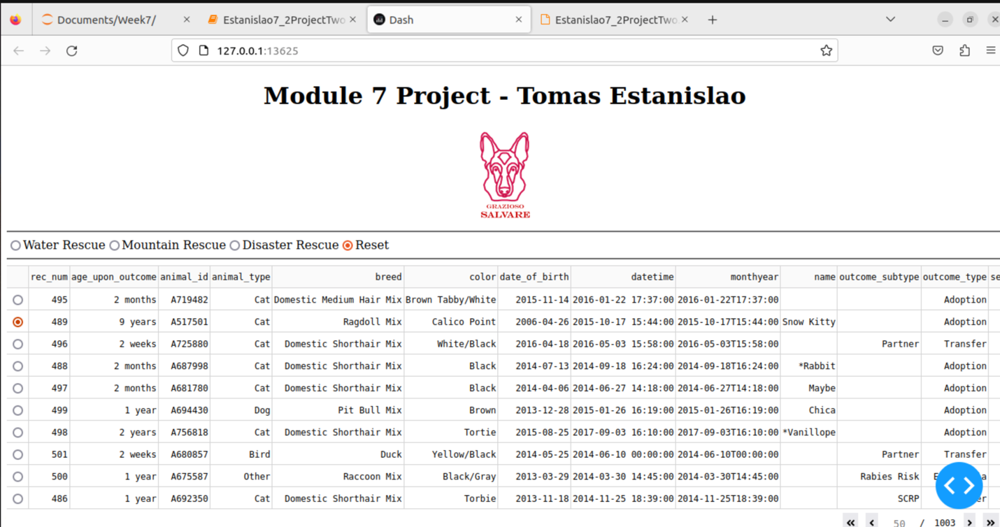 Documents/Week7/ Estanislao7_2ProjectTwo Dash Estanislao7_2ProjectTwo
127.0.0.1:13625
Module 7 Project - Tomas Estanislao
GRAZIOSO
SALVARE
Water Rescue Mountain Rescue Disaster Rescue Reset
rec_num age_upon_outcome animal_id animal_type breed color date_of_birth datetime monthyear name outcome_subtype outcome_type se
495 2 months A719482 Cat Domestic Medium Hair Mix Brown Tabby/White 2015-11-14 2016-01-22 17:37:00 2016-01-22T17:37:00 Adoption
489 9 years A517501 Cat Ragdoll Mix Calico Point 2006-04-26 2015-10-17 15:44:00 2015-10-17T15:44:00 Snow Kitty Adoption
496 2 weeks A725880 Cat Domestic Shorthair Mix White/Black 2016-04-18 2016-05-03 15:58:00 2016-05-03T15:58:00 Partner Transfer
488 2 months A687998 Cat Domestic Shorthair Mix Black 2014-07-13 2014-09-18 16:24:00 2014-09-18T16:24:00 *Rabbit Adoption
497 2 months A681780 Cat Domestic Shorthair Mix Black 2014-04-06 2014-06-27 14:18:00 2014-06-27T14:18:00 Maybe Adoption
499 1 year A694430 Dog Pit Bull Mix Brown 2013-12-28 2015-01-26 16:19:00 2015-01-26T16:19:00 Chica Adoption
498 2 years A756818 Cat Domestic Shorthair Mix Tortie 2015-08-25 2017-09-03 16:10:00 2017-09-03T16:10:00 *Vanillope Adoption
501 2 weeks A680857 Bird Duck Yellow/Black 2014-05-25 2014-06-10 00:00:00 2014-06-10T00:00:00 Partner Transfer
500 1 year A675587 Other Raccoon Mix Black/Gray 2013-03-29 2014-03-30 14:45:00 2014-03-30T14:45:00 Rabies Risk
486 1 year A692350 Cat Domestic Shorthair Mix Torbie 2013-11-18 2014-11-25 18:39:00 2014-11-25T18:39:00 SCRP
50 / 1003